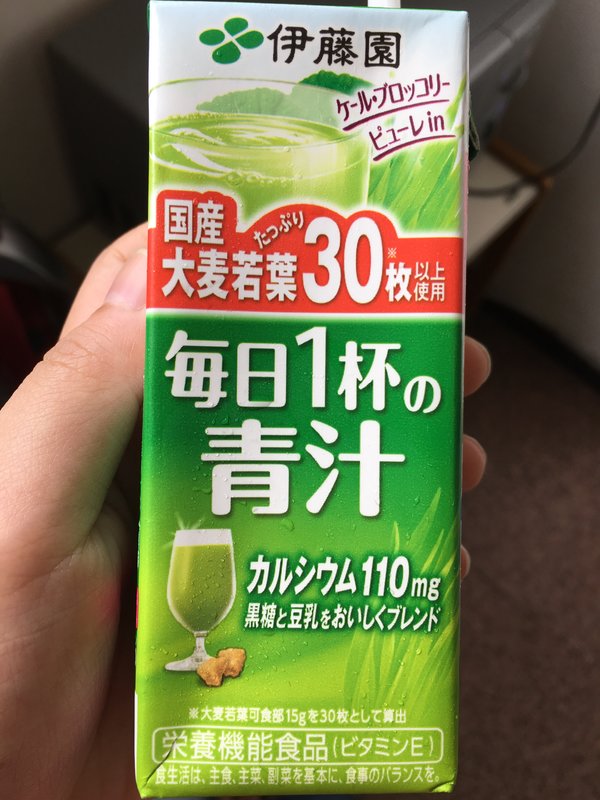 伊藤園
ケール・ブロッコリー
ピューレin
国産
大麦若葉
たっぷり
30※枚以上使用
毎日1杯の
青汁
カルシウム110mg
黒糖と豆乳をおいしくブレンド
※大麦若葉可食部15gを30枚として算出
栄養機能食品(ビタミンE)
食生活は、主食、主菜、副菜を基本に、食事のバランスを。